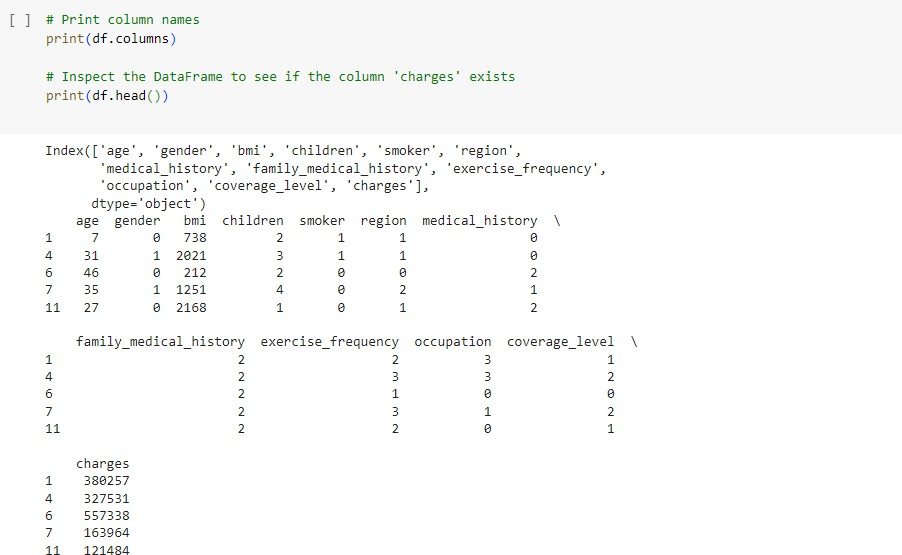 [ ] # Print column names
print(df.columns)
# Inspect the DataFrame to see if the column 'charges' exists
print(df.head())
Index(['age', 'gender', 'bmi', 'children', 'smoker', 'region',
'medical_history', 'family_medical_history', 'exercise_frequency',
'occupation', 'coverage_level', 'charges'],
dtype='object')
age gender bmi children smoker region medical_history \
1 7 0 738 2 1 1 0
4 31 1 2021 3 1 1 0
6 46 0 212 2 0 0 2
7 35 1 1251 4 0 2 1
11 27 0 2168 1 0 1 2
family_medical_history exercise_frequency occupation coverage_level \
1 2 2 3 1
4 2 3 3 2
6 2 1 0 0
7 2 3 1 2
11 2 2 0 1
charges
1 380257
4 327531
6 557338
7 163964
11 121484